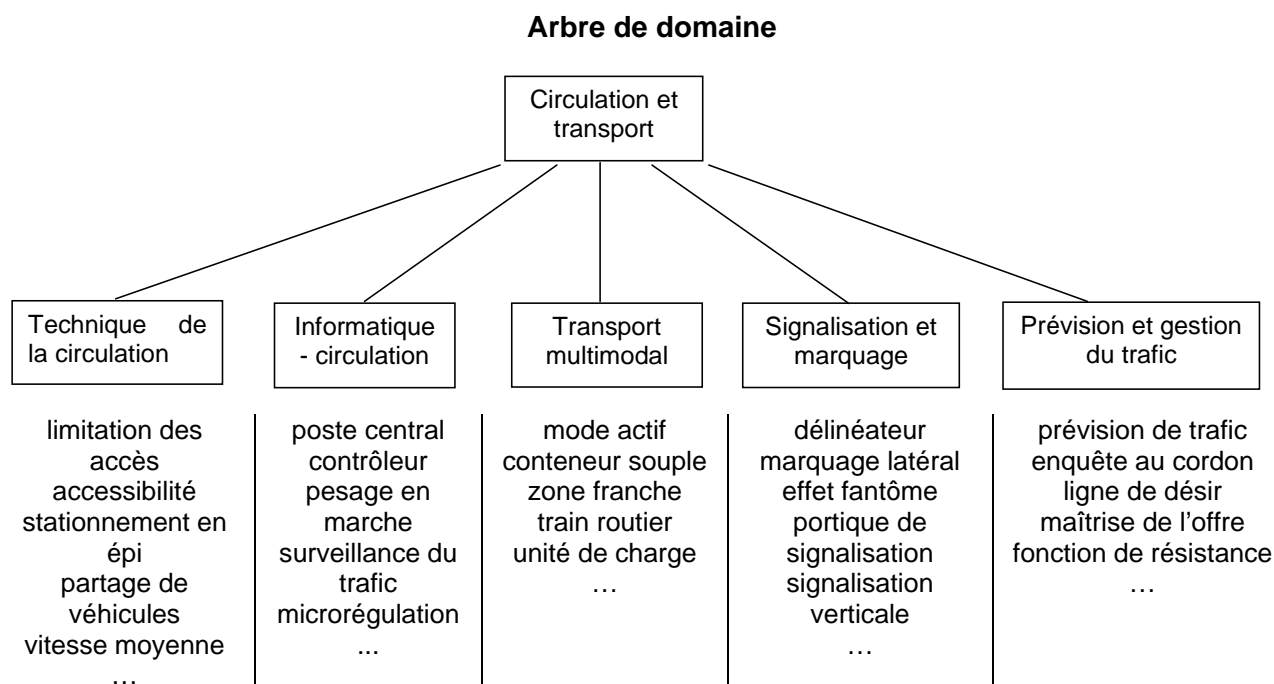 Arbre de domaine
Circulation et
transport
Technique de
la circulation
Informatique
- circulation
Transport
multimodal
Signalisation et
marquage
Prévision et gestion
du trafic
limitation des
accès
accessibilité
stationnement en
épi
partage de
véhicules
vitesse moyenne
…
poste central
contrôleur
pesage en
marche
surveillance du
trafic
microrégulation
...
mode actif
conteneur souple
zone franche
train routier
unité de charge
…
délinéateur
marquage latéral
effet fantôme
portique de
signalisation
signalisation
verticale
…
prévision de trafic
enquête au cordon
ligne de désir
maîtrise de l’offre
fonction de résistance
…